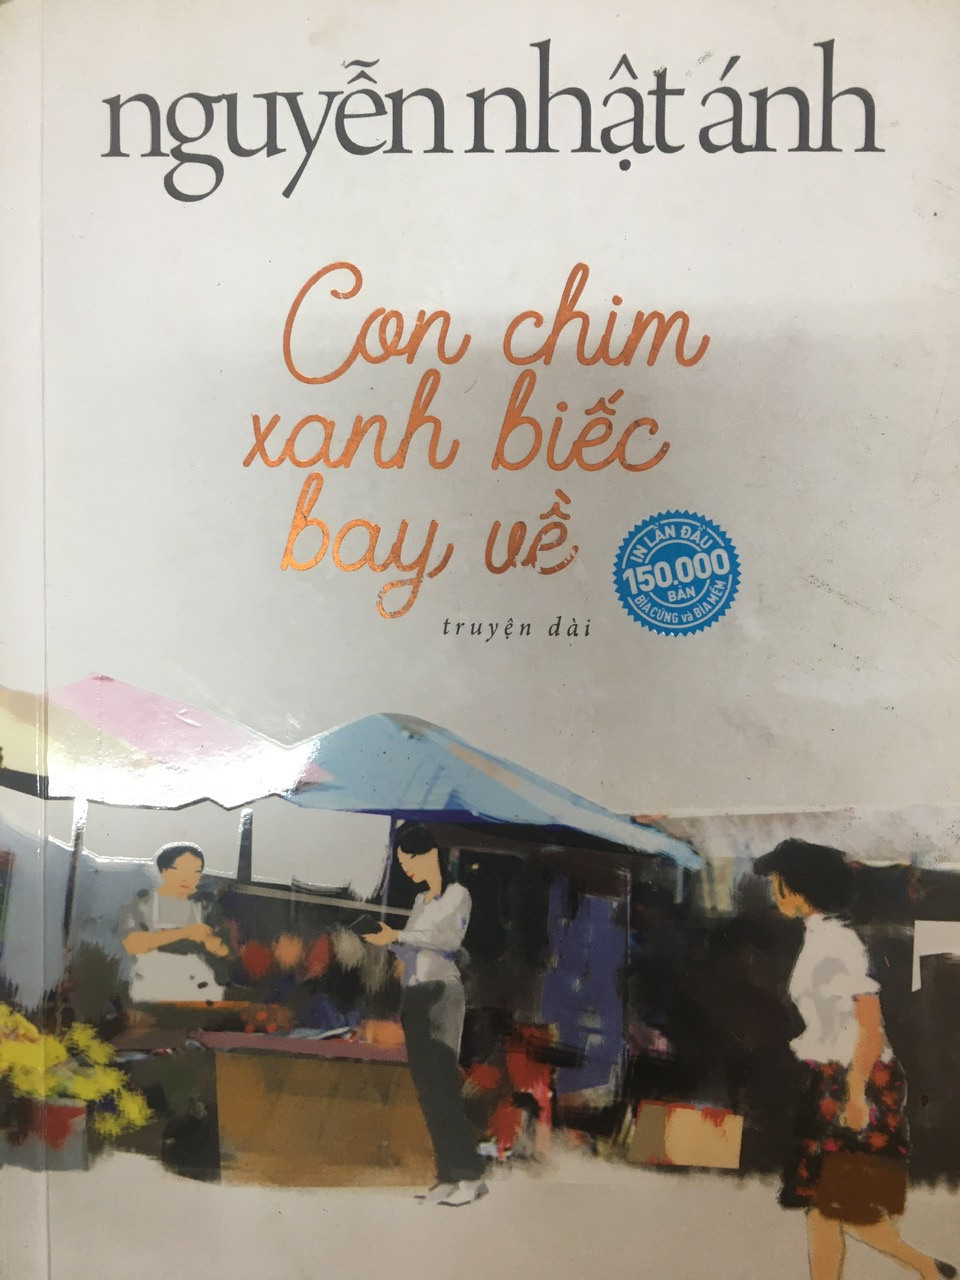 nguyễn nhật ánh
Con chim
xanh biếc
bay về
truyện dài
IN LẦN ĐẦU
150.000
BẢN
BÌA CỨNG và BÌA MỀM